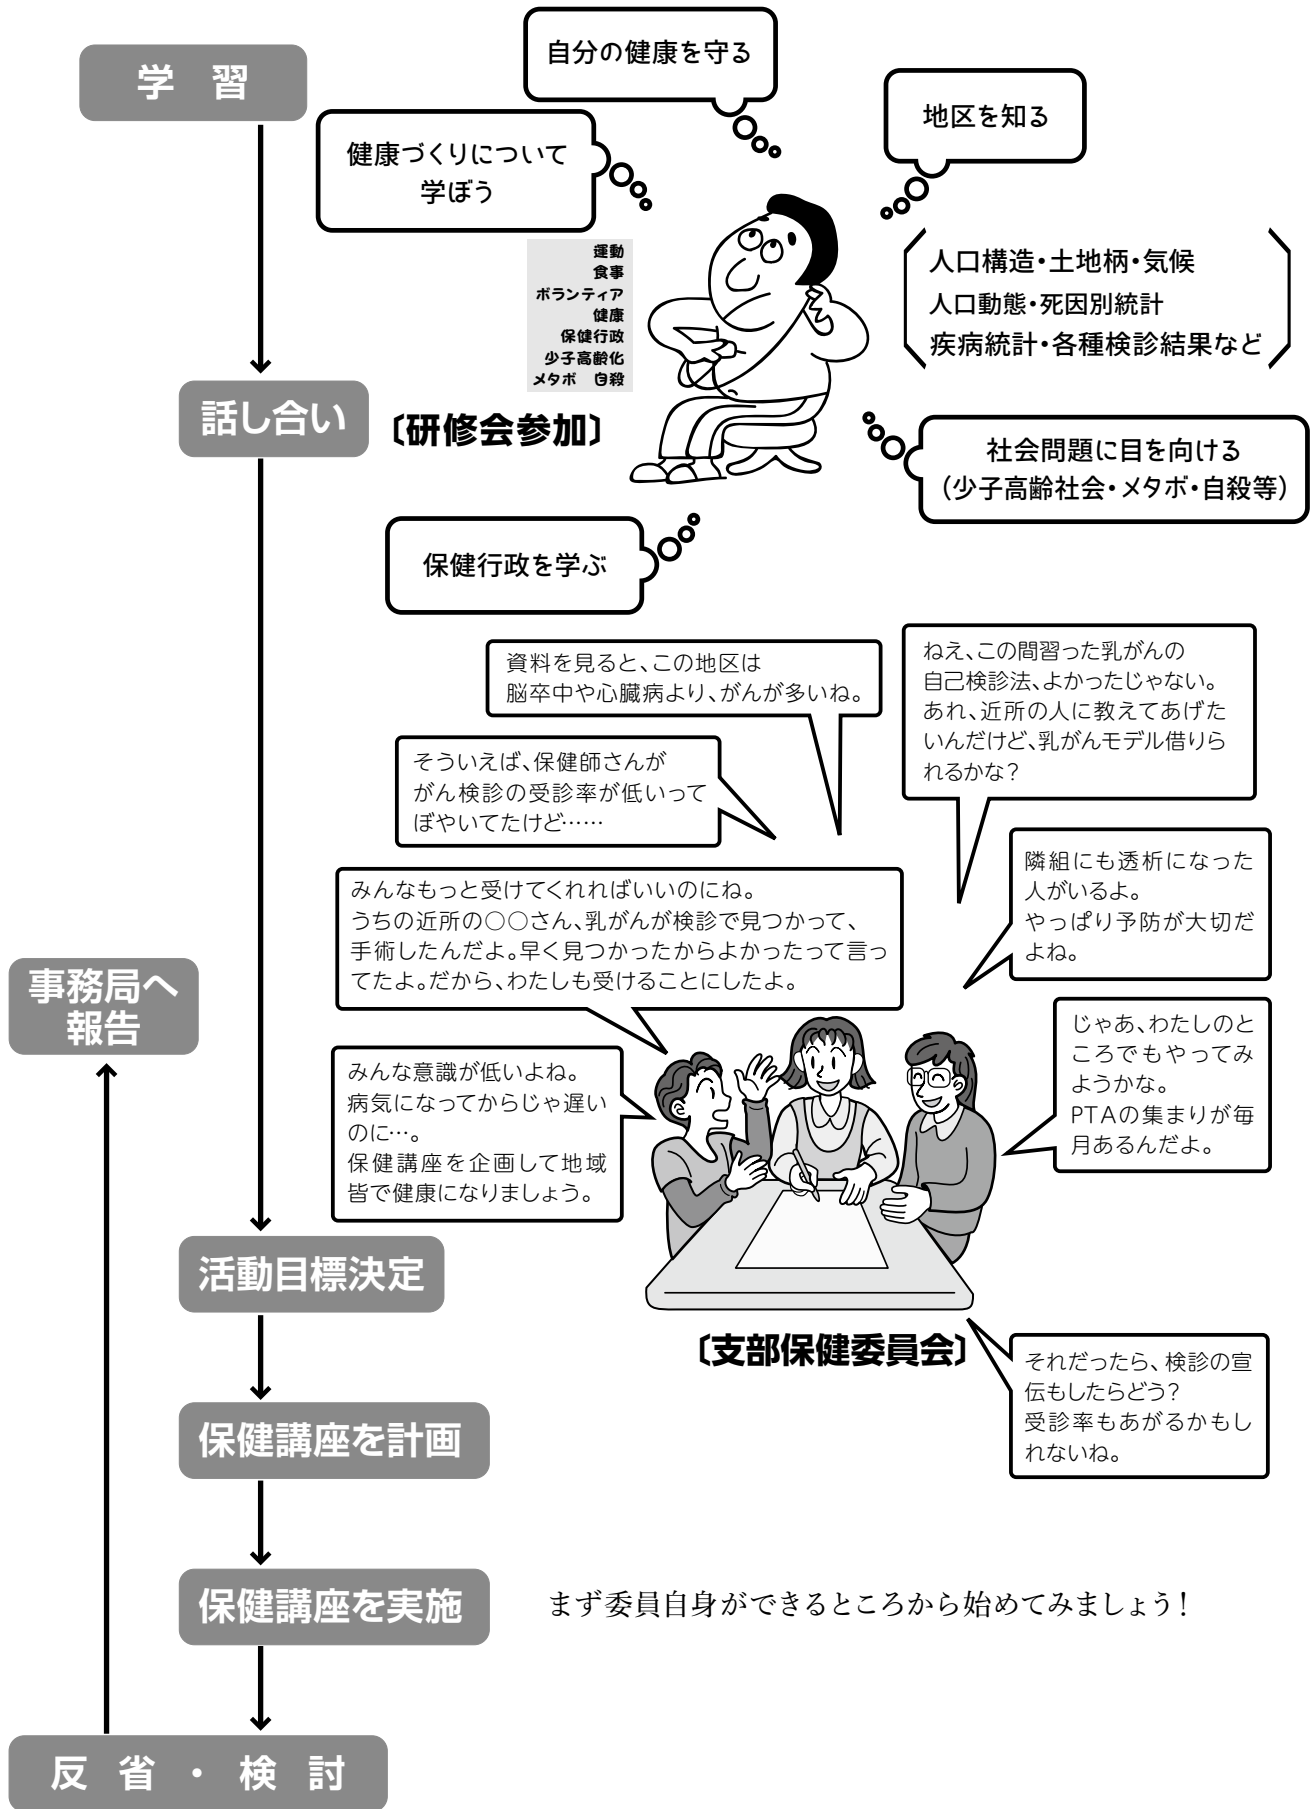 学　習
自分の健康を守る
地区を知る
健康づくりについて
学ぼう
運動
食事
ボランティア
健康
保健行政
少子高齢化
メタボ　自殺
人口構造・土地柄・気候
人口動態・死因別統計
疾病統計・各種検診結果など
話し合い
〔研修会参加〕
社会問題に目を向ける
（少子高齢社会・メタボ・自殺等）
保健行政を学ぶ
資料を見ると、この地区は
脳卒中や心臓病より、がんが多いね。
ねえ、この間習った乳がんの
自己検診法、よかったじゃない。
あれ、近所の人に教えてあげた
いんだけど、乳がんモデル借りら
れるかな？
そういえば、保健師さんが
がん検診の受診率が低いって
ぼやいてたけど……
隣組にも透析になった
人がいるよ。
やっぱり予防が大切だ
よね。
みんなもっと受けてくれればいいのにね。
うちの近所の○○さん、乳がんが検診で見つかって、
手術したんだよ。早く見つかったからよかったって言っ
てたよ。だから、わたしも受けることにしたよ。
事務局へ
報告
じゃあ、わたしのと
ころでもやってみ
ようかな。
PTAの集まりが毎
月あるんだよ。
みんな意識が低いよね。
病気になってからじゃ遅い
のに…。
保健講座を企画して地域
皆で健康になりましょう。
活動目標決定
〔支部保健委員会〕
それだったら、検診の宣
伝もしたらどう？
受診率もあがるかもし
れないね。
保健講座を計画
保健講座を実施
まず委員自身ができるところから始めてみましょう！
反　省　・　検　討